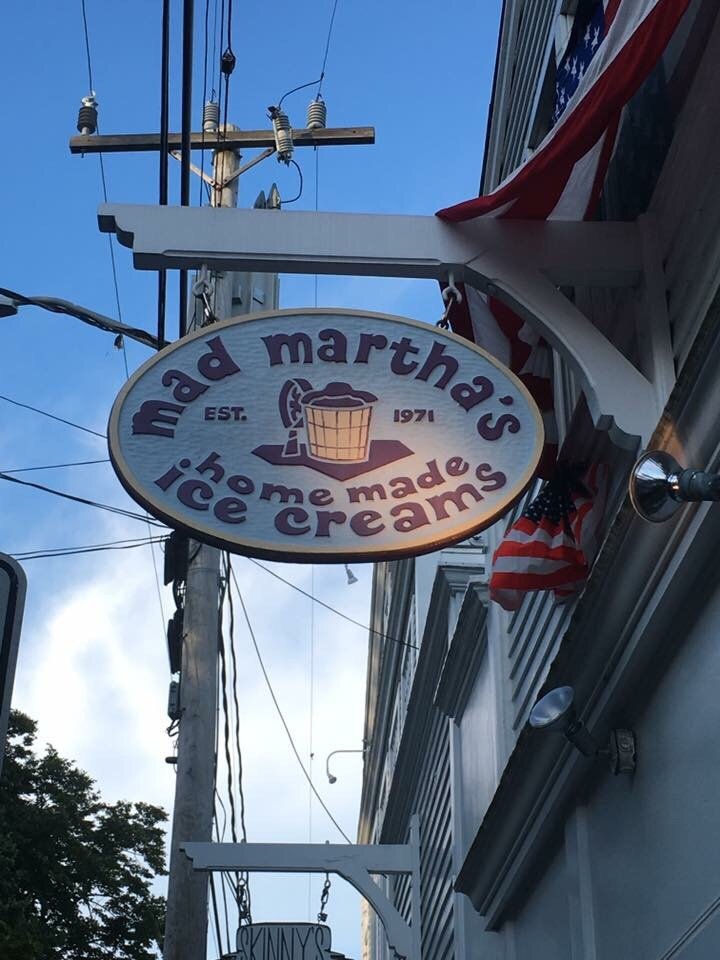 mad martha's
EST. 1971
home made
ice creams
SKINNY'S